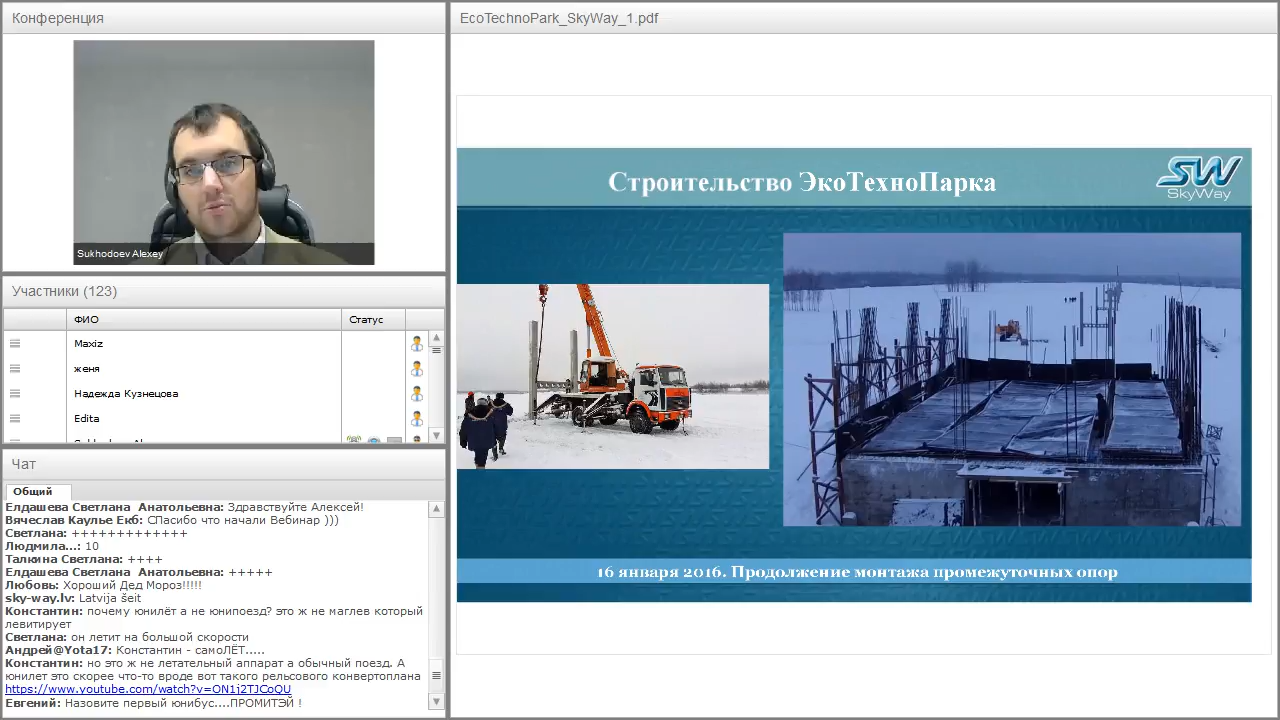 Конференция
Sukhodoev Alexey
Участники (123)
ФИО
Статус
Maxiz
женя
Надежда Кузнецова
Edita
Чат
Общий
Елдашева Светлана Анатольевна: Здравствуйте Алексей!
Вячеслав Каулье Екб: СПасибо что начали Вебинар )))
Светлана: +++++++++++++
Людмила...: 10
Талкина Светлана: ++++
Елдашева Светлана Анатольевна: +++++
Любовь: Хороший Дед Мороз!!!!!
sky-way.lv: Latvija šeit
Константин: почему юнилёт а не юнипоезд? это ж не маглев который
левитирует
Светлана: он летит на большой скорости
Андрей@Yota17: Константин - самоЛЁТ.....
Константин: но это ж не летательный аппарат а обычный поезд. А
юнилет это скорее что-то вроде вот такого рельсового конвертоплана
https://www.youtube.com/watch?v=ON1j2TJCoQU
Евгений: Назовите первый юнибус....ПРОМИТЭЙ !
EcoTechnoPark_SkyWay_1.pdf
Строительство ЭкоТехноПарка
SW
SkyWay
16 января 2016. Продолжение монтажа промежуточных опор